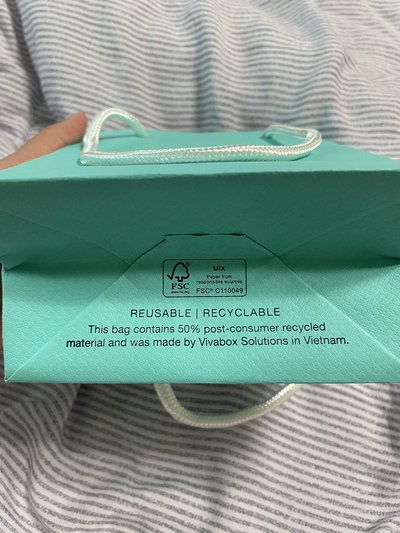 FSC
www.fsc.org
MIX
Paper from
responsible sources
FSC® C110049
REUSABLE | RECYCLABLE
This bag contains 50% post-consumer recycled
material and was made by Vivabox Solutions in Vietnam.